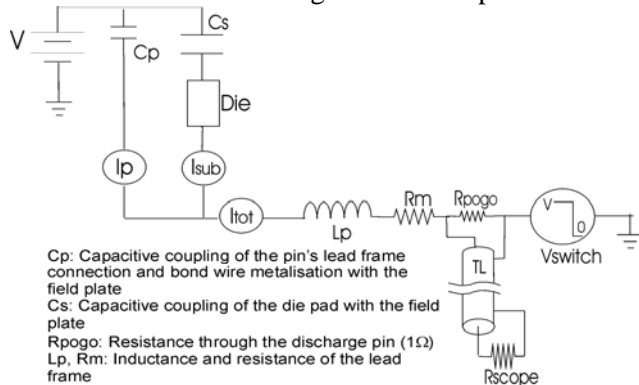 V
Cp
Cs
Die
Ip
Isub
Itot
Lp
Rm
Rpogo
V
0
Vswitch
TL
Rscope
Cp: Capacitive coupling of the pin's lead frame
connection and bond wire metalisation with the
field plate
Cs: Capacitive coupling of the die pad with the field
plate
Rpogo: Resistance through the discharge pin (1Ω)
Lp, Rm: Inductance and resistance of the lead
frame